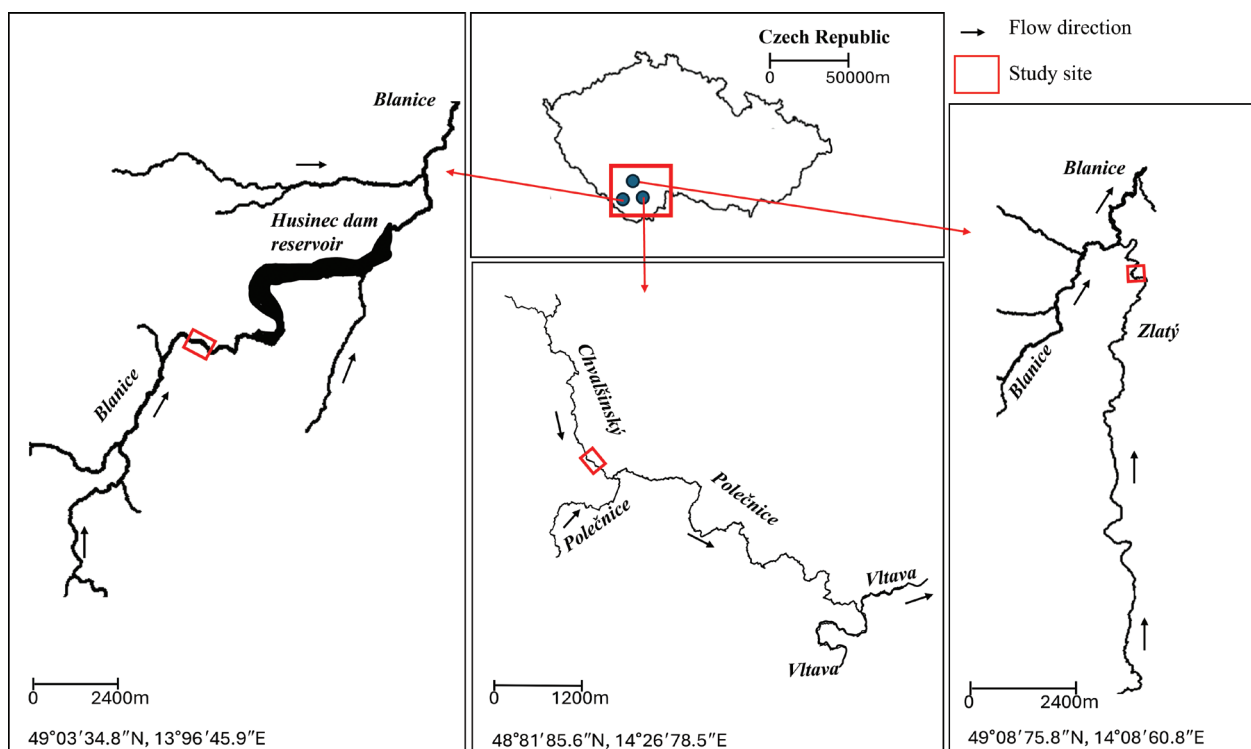 Blanice
Husinec dam
reservoir
Blanice
0
2400m
49°03′34.8″N, 13°96′45.9″E
Czech Republic
0
50000m
Chvalšinský
Polečnice
Polečnice
Vltava
Vltava
0
1200m
48°81′85.6″N, 14°26′78.5″E
Flow direction
Study site
Blanice
Zlatý
Blanice
0
2400m
49°08′75.8″N, 14°08′60.8″E